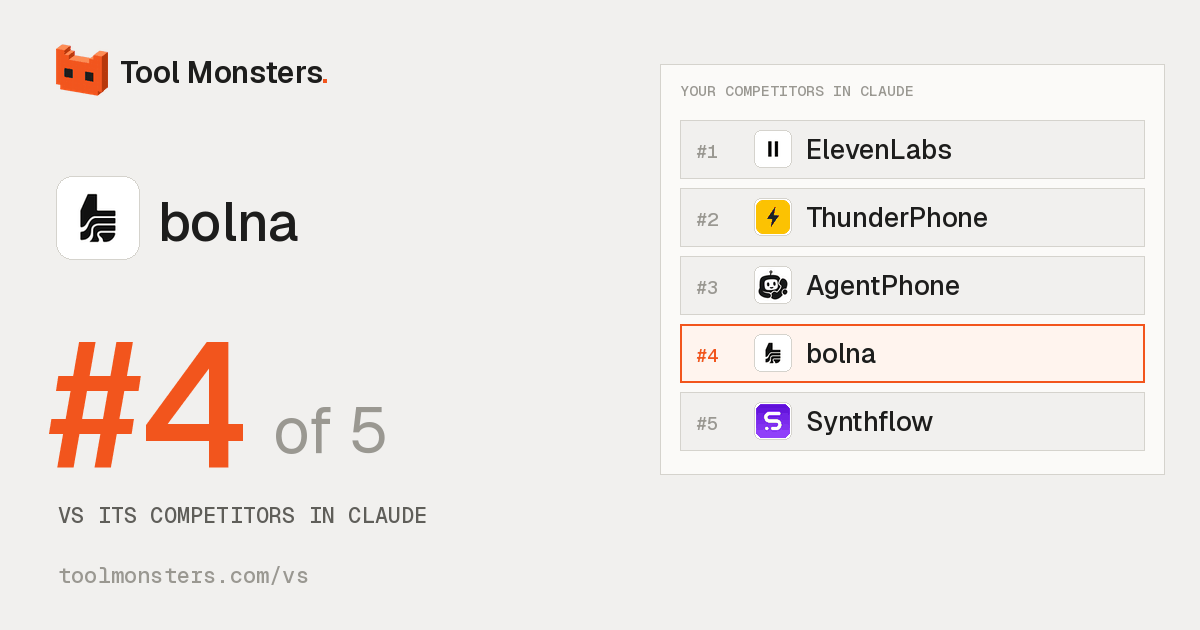 Tool Monsters.
bolna
#4 of 5
VS ITS COMPETITORS IN CLAUDE
toolmonsters.com/vs
YOUR COMPETITORS IN CLAUDE
#1 ElevenLabs
#2 ThunderPhone
#3 AgentPhone
#4 bolna
#5 Synthflow